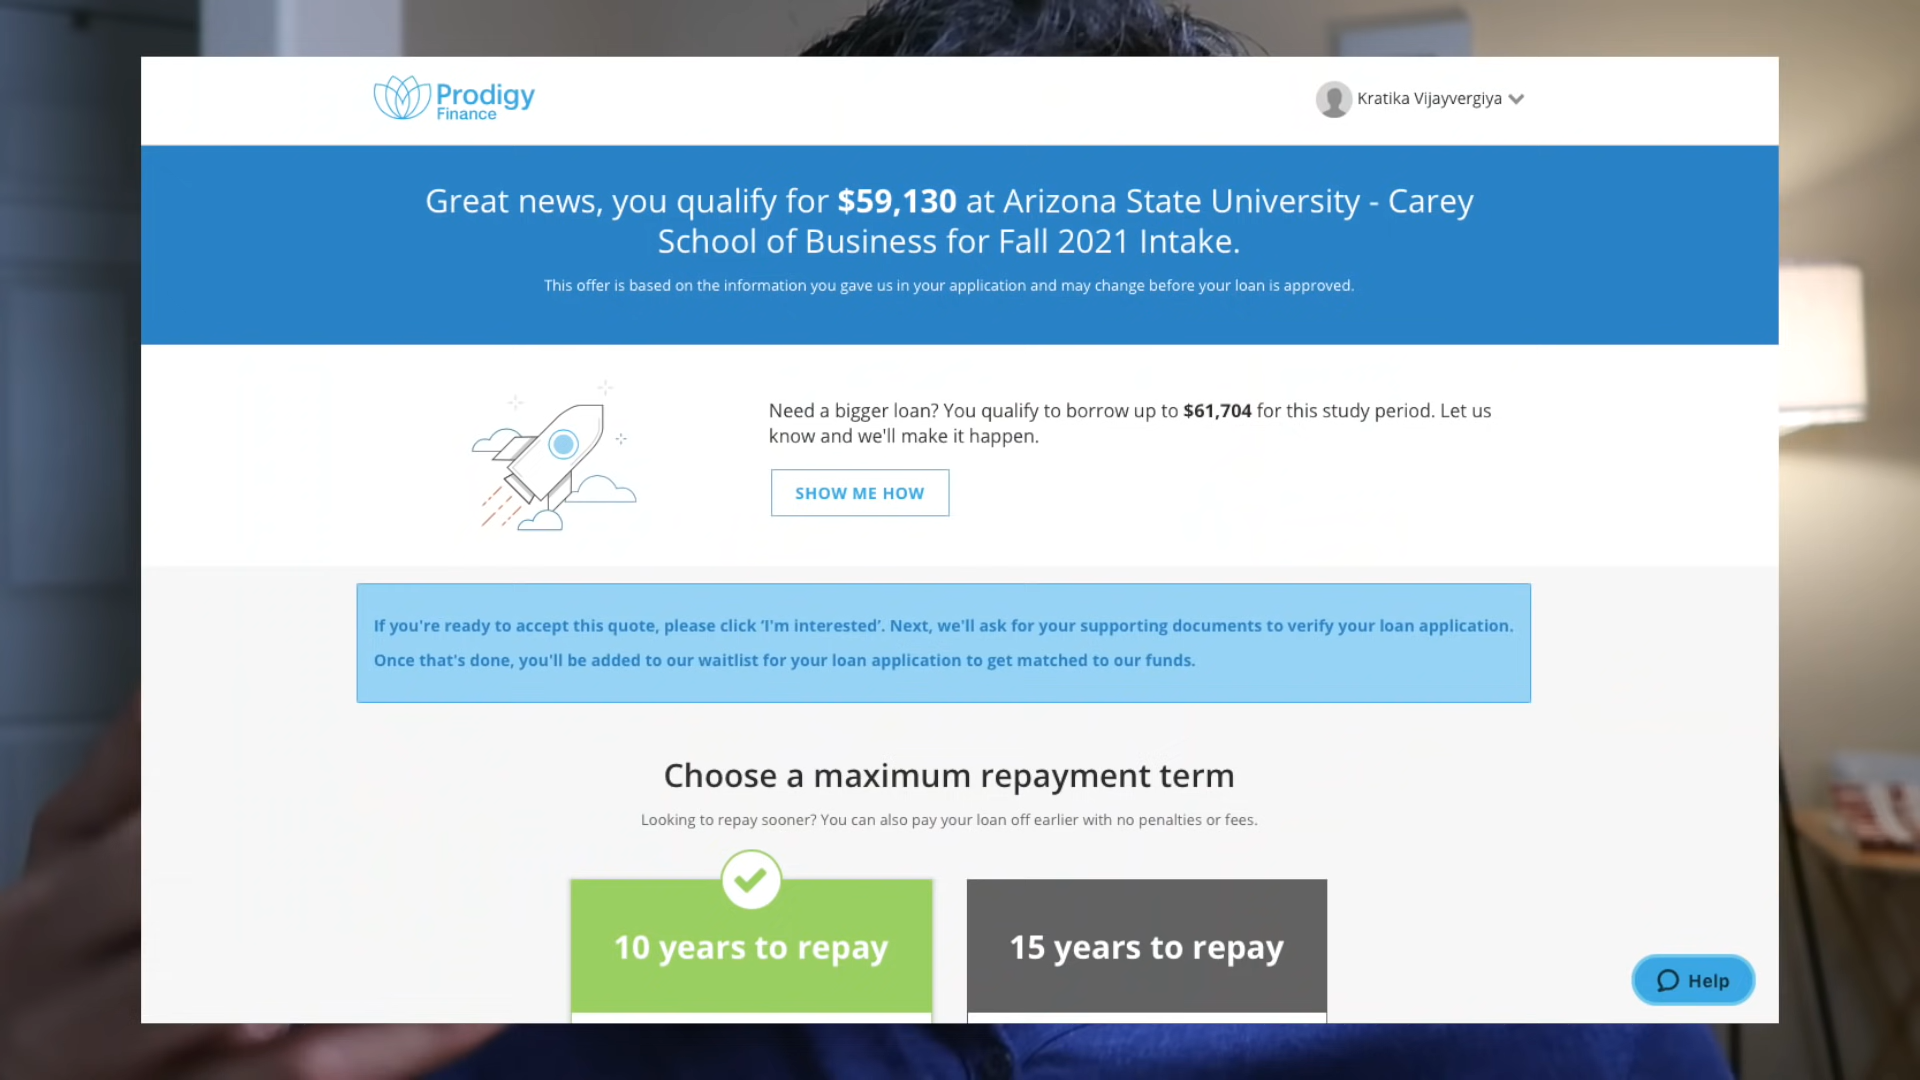 Prodigy
Finance
Kratika Vijayvergiya
Great news, you qualify for $59,130 at Arizona State University - Carey
School of Business for Fall 2021 Intake.
This offer is based on the information you gave us in your application and may change before your loan is approved.
Need a bigger loan? You qualify to borrow up to $61,704 for this study period. Let us
know and we'll make it happen.
SHOW ME HOW
If you're ready to accept this quote, please click ‘I'm interested’. Next, we'll ask for your supporting documents to verify your loan application.
Once that's done, you'll be added to our waitlist for your loan application to get matched to our funds.
Choose a maximum repayment term
Looking to repay sooner? You can also pay your loan off earlier with no penalties or fees.
10 years to repay
15 years to repay
Help